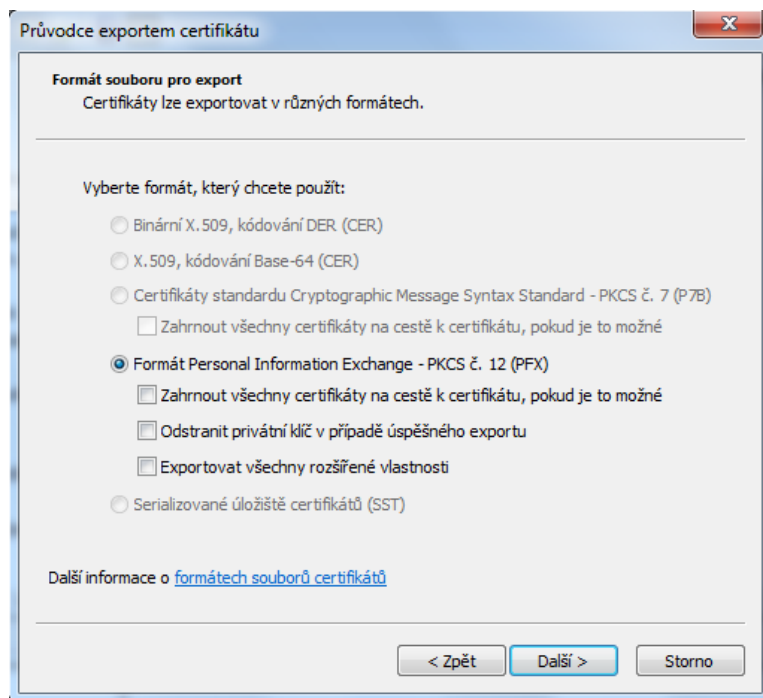 Průvodce exportem certifikátu
Formát souboru pro export
Certifikáty lze exportovat v různých formátech.
Vyberte formát, který chcete použít:
Binární X.509, kódování DER (CER)
X.509, kódování Base-64 (CER)
Certifikáty standardu Cryptographic Message Syntax Standard - PKCS č. 7 (P7B)
Zahrnout všechny certifikáty na cestě k certifikátu, pokud je to možné
Formát Personal Information Exchange - PKCS č. 12 (PFX)
Zahrnout všechny certifikáty na cestě k certifikátu, pokud je to možné
Odstranit privátní klíč v případě úspěšného exportu
Exportovat všechny rozšířené vlastnosti
Serializované úložiště certifikátů (SST)
Další informace o formátech souborů certifikátů
< Zpět Další > Storno